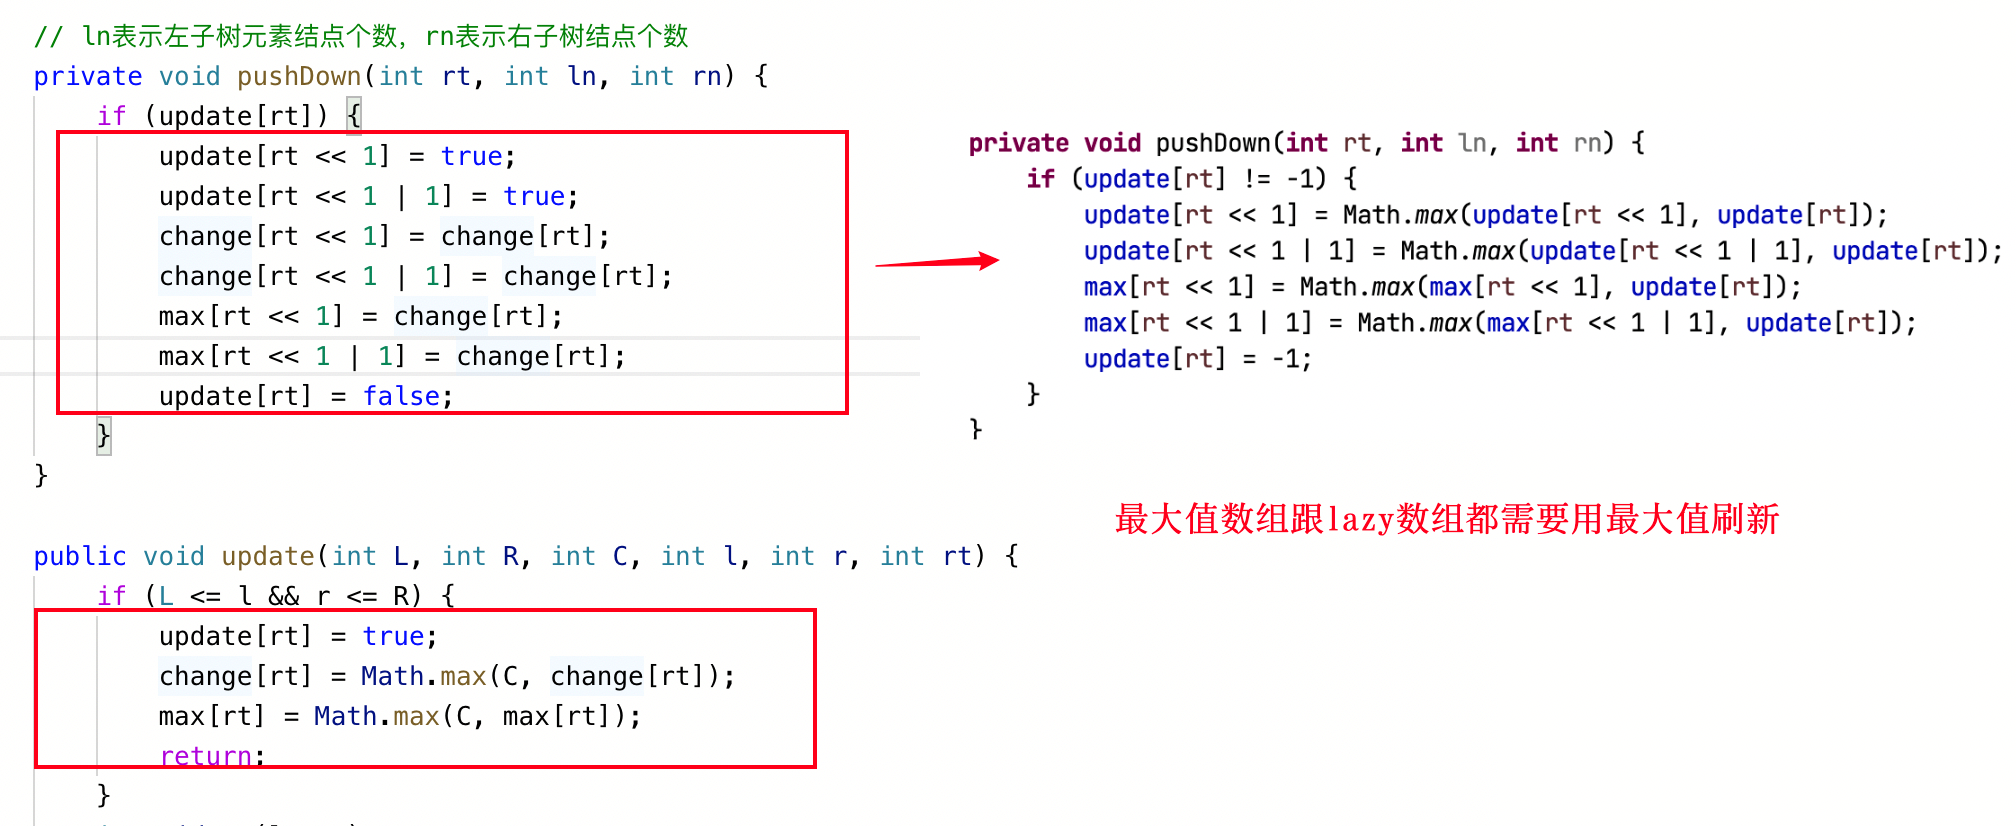 // ln表示左子树元素结点个数，rn表示右子树结点个数
private void pushDown(int rt, int ln, int rn) {
if (update[rt]) {
update[rt << 1] = true;
update[rt << 1 | 1] = true;
change[rt << 1] = change[rt];
change[rt << 1 | 1] = change[rt];
max[rt << 1] = change[rt];
max[rt << 1 | 1] = change[rt];
update[rt] = false;
}
}
public void update(int L, int R, int C, int l, int r, int rt) {
if (L <= l && r <= R) {
update[rt] = true;
change[rt] = Math.max(C, change[rt]);
max[rt] = Math.max(C, max[rt]);
return;
}
private void pushDown(int rt, int ln, int rn) {
if (update[rt] != -1) {
update[rt << 1] = Math.max(update[rt << 1], update[rt]);
update[rt << 1 | 1] = Math.max(update[rt << 1 | 1], update[rt]);
max[rt << 1] = Math.max(max[rt << 1], update[rt]);
max[rt << 1 | 1] = Math.max(max[rt << 1 | 1], update[rt]);
update[rt] = -1;
}
}
最大值数组跟lazy数组都需要用最大值刷新